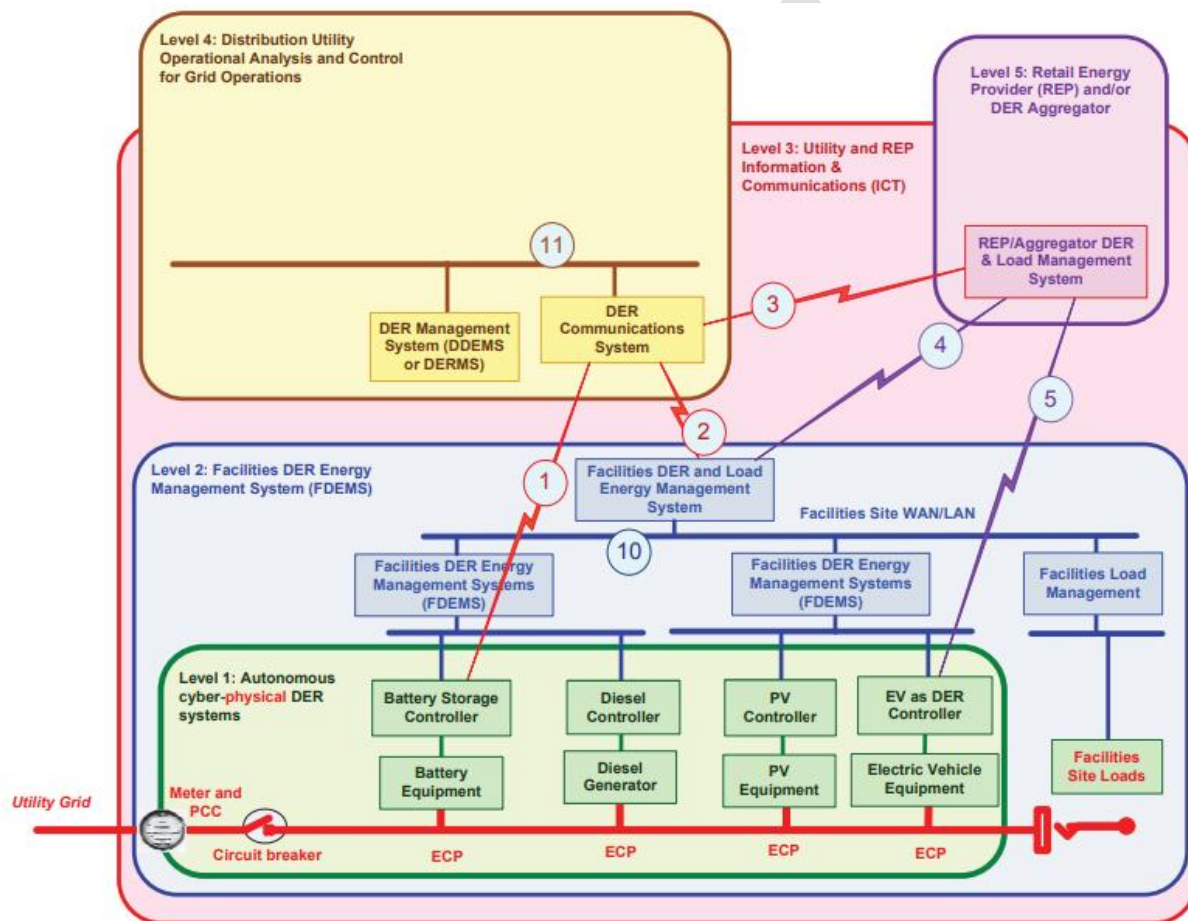 Level 4: Distribution Utility
Operational Analysis and Control
for Grid Operations
Level 5: Retail Energy
Provider (REP) and/or
DER Aggregator
Level 3: Utility and REP
Information &
Communications (ICT)
11
REP/Aggregator DER
& Load Management
System
3
DER Management
System (DDEMS
or DERMS)
DER
Communications
System
4
5
2
1
Level 2: Facilities DER Energy
Management System (FDEMS)
Facilities DER and Load
Energy Management
System
Facilities Site WAN/LAN
10
Facilities DER Energy
Management Systems
(FDEMS)
Facilities DER Energy
Management Systems
(FDEMS)
Facilities Load
Management
Level 1: Autonomous
cyber-physical DER
systems
Battery Storage
Controller
Diesel
Controller
PV
Controller
EV as DER
Controller
Battery
Equipment
Diesel
Generator
PV
Equipment
Electric Vehicle
Equipment
Facilities
Site Loads
Utility Grid
Meter and
PCC
Circuit breaker
ECP
ECP
ECP
ECP